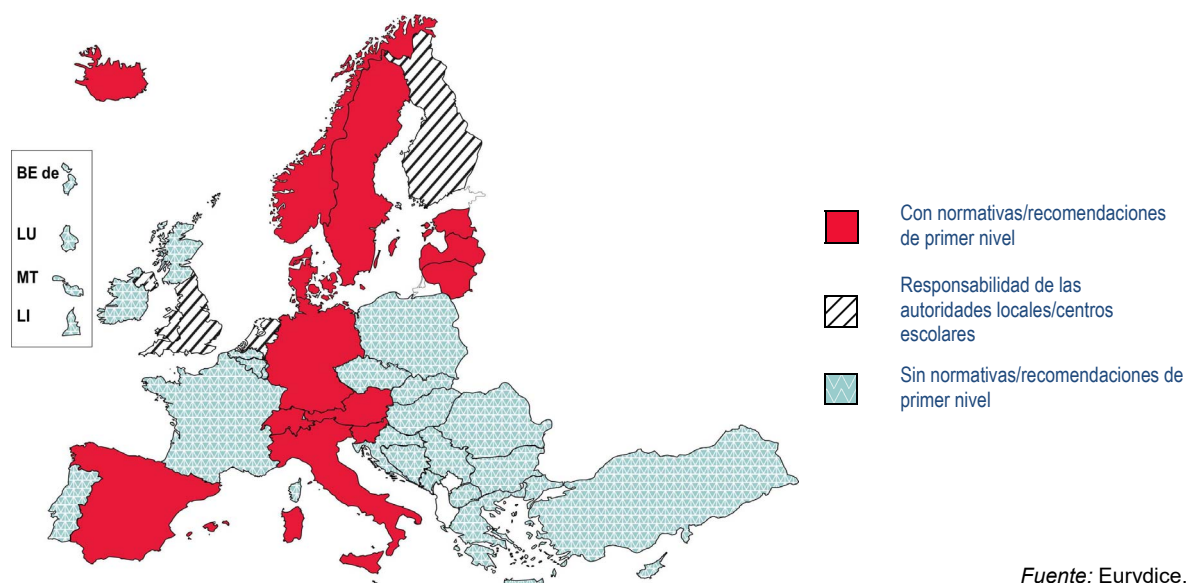 BE de
LU
MT
LI
Con normativas/recomendaciones
de primer nivel
Responsabilidad de las
autoridades locales/centros
escolares
Sin normativas/recomendaciones de
primer nivel
Fuente: Eurydice.